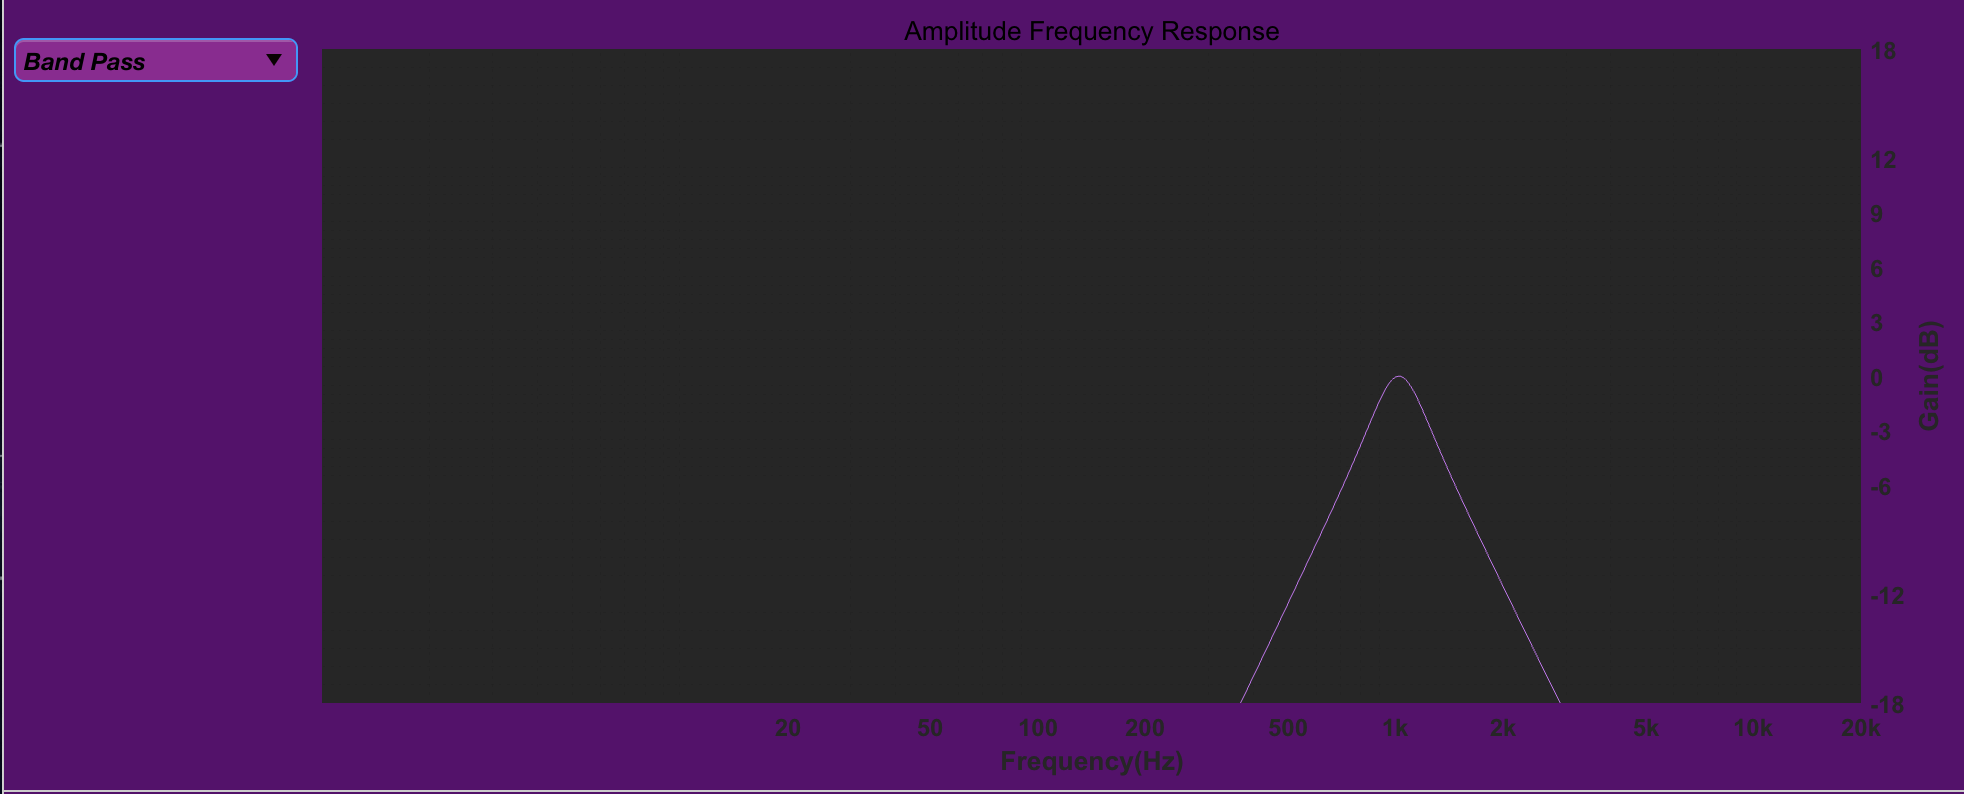 Amplitude Frequency Response
Band Pass
18
12
9
6
3
0
-3
-6
-12
-18
Gain(dB)
20 50 100 200 500 1k 2k 5k 10k 20k
Frequency(Hz)